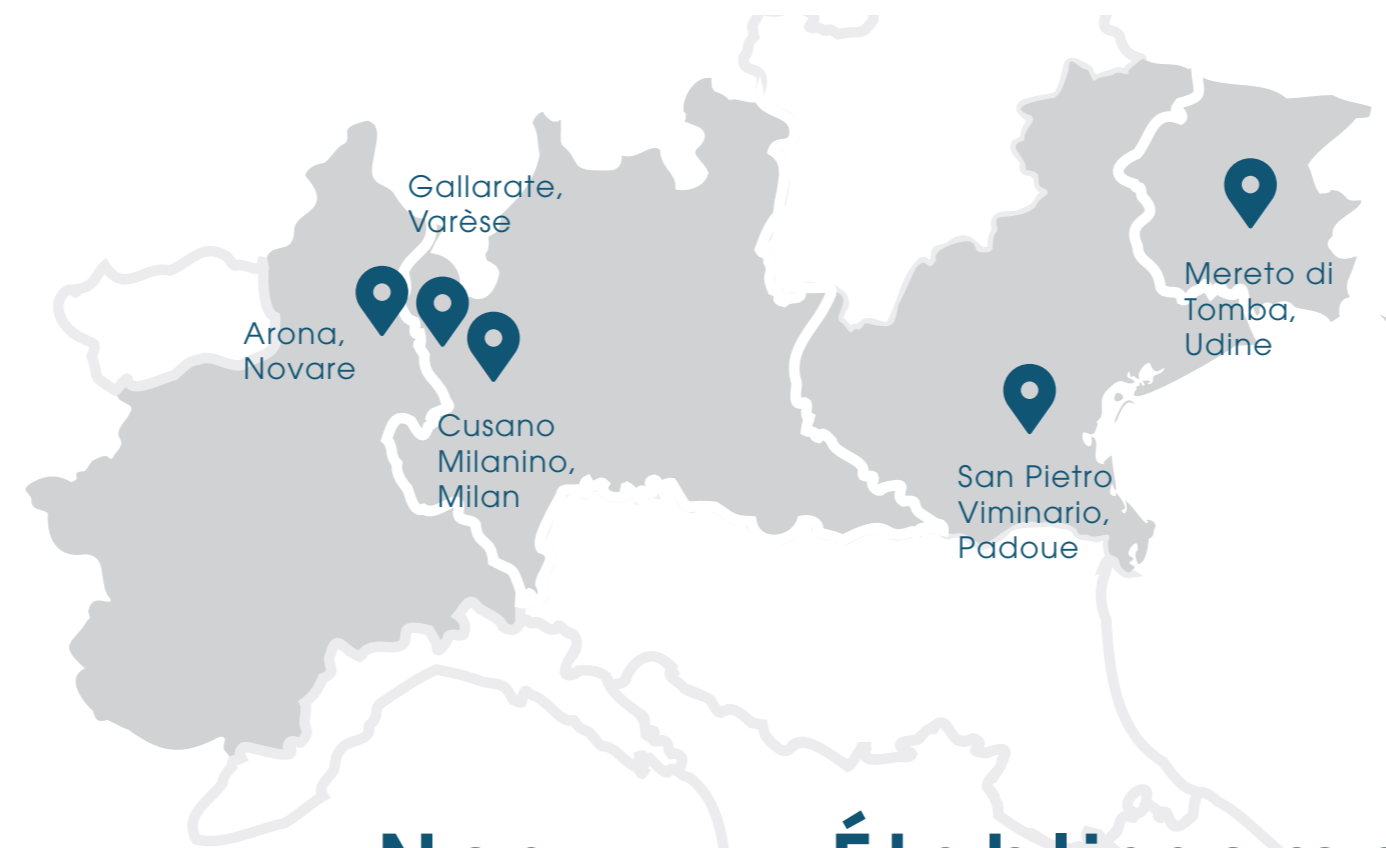 Gallarate,
Varèse
Arona,
Novare
Cusano
Milanino,
Milan
Mereto di
Tomba,
Udine
San Pietro
Viminario,
Padoue